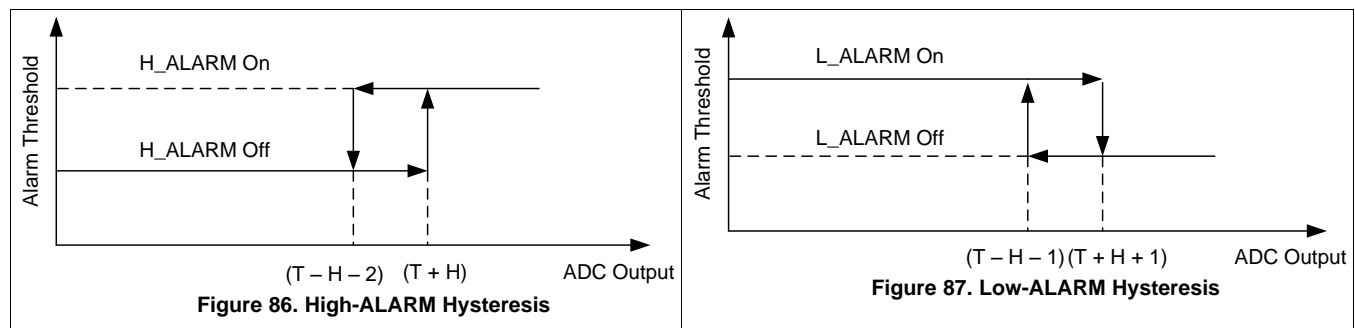 Alarm Threshold
H_ALARM On
H_ALARM Off
(T – H – 2)
(T + H)
ADC Output
Figure 86. High-ALARM Hysteresis
Alarm Threshold
L_ALARM On
L_ALARM Off
(T – H – 1)
(T + H + 1)
ADC Output
Figure 87. Low-ALARM Hysteresis